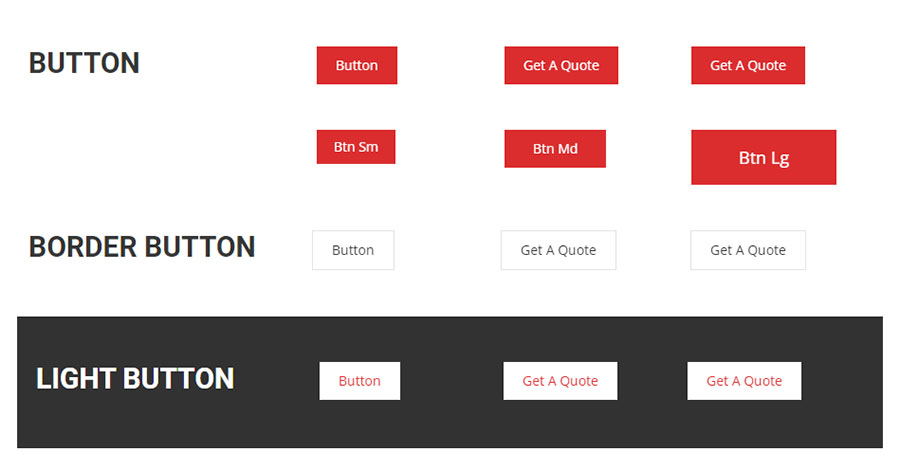 BUTTON
Button
Get A Quote
Get A Quote
Btn Sm
Btn Md
Btn Lg
BORDER BUTTON
Button
Get A Quote
Get A Quote
LIGHT BUTTON
Button
Get A Quote
Get A Quote